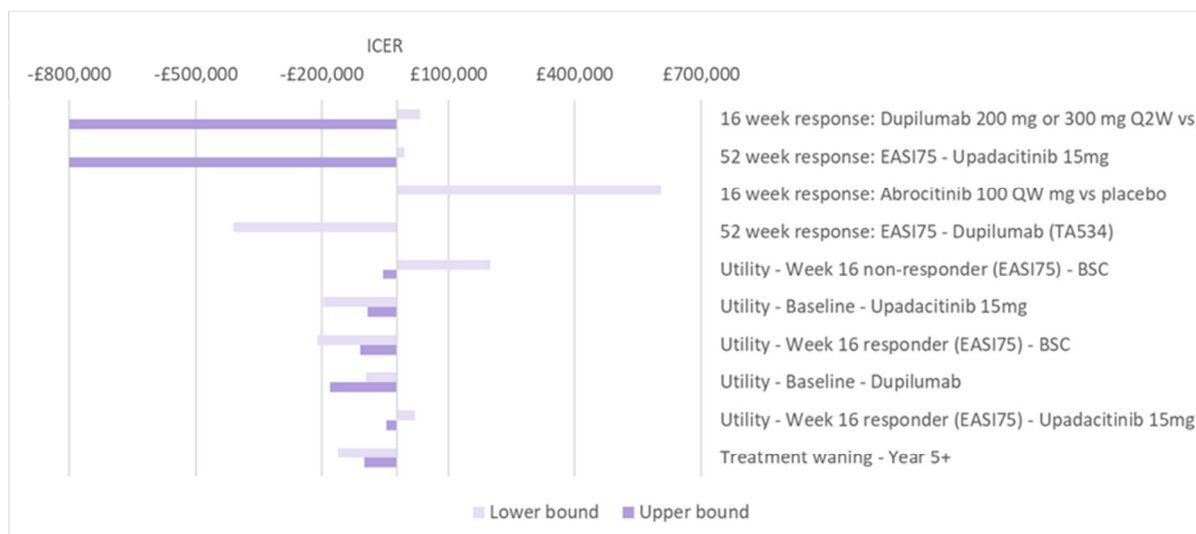 ICER
-£800,000 -£500,000 -£200,000 £100,000 £400,000 £700,000
16 week response: Dupilumab 200 mg or 300 mg Q2W vs
52 week response: EASI75 - Upadacitinib 15mg
16 week response: Abrocitinib 100 QW mg vs placebo
52 week response: EASI75 - Dupilumab (TA534)
Utility - Week 16 non-responder (EASI75) - BSC
Utility - Baseline - Upadacitinib 15mg
Utility - Week 16 responder (EASI75) - BSC
Utility - Baseline - Dupilumab
Utility - Week 16 responder (EASI75) - Upadacitinib 15mg
Treatment waning - Year 5+
Lower bound Upper bound